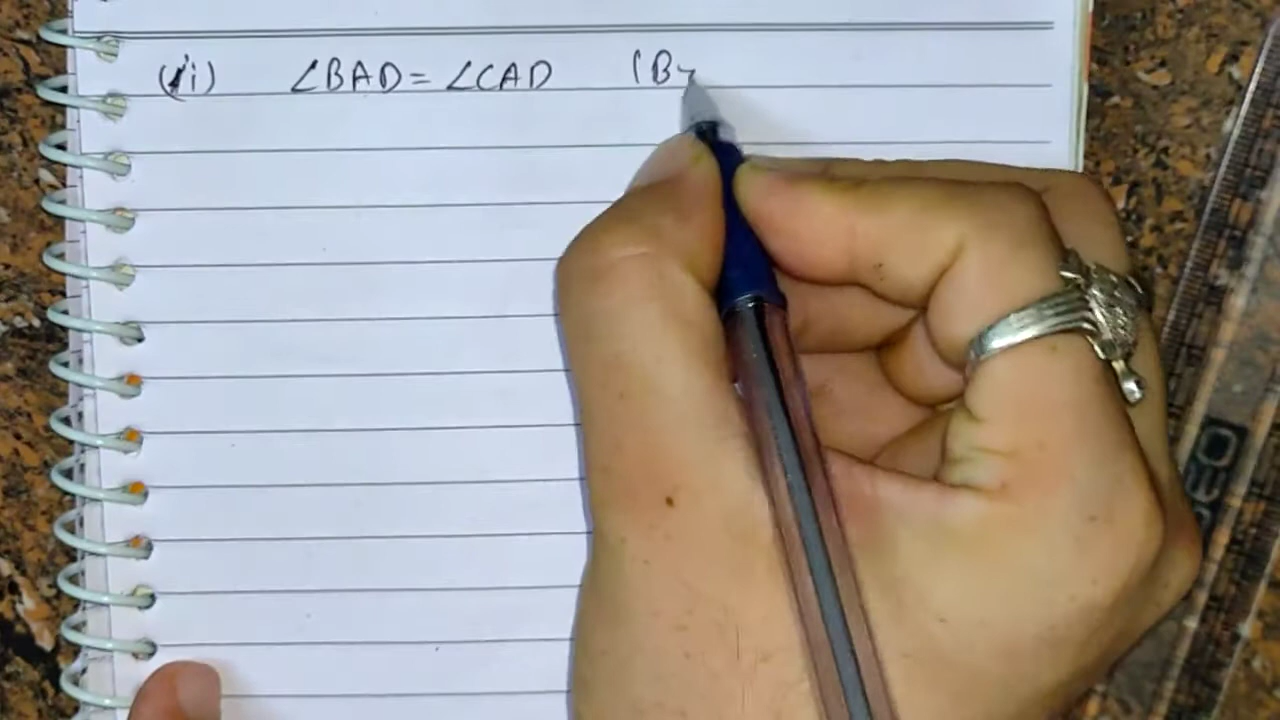 (ii) ∠BAD = ∠CAD (By